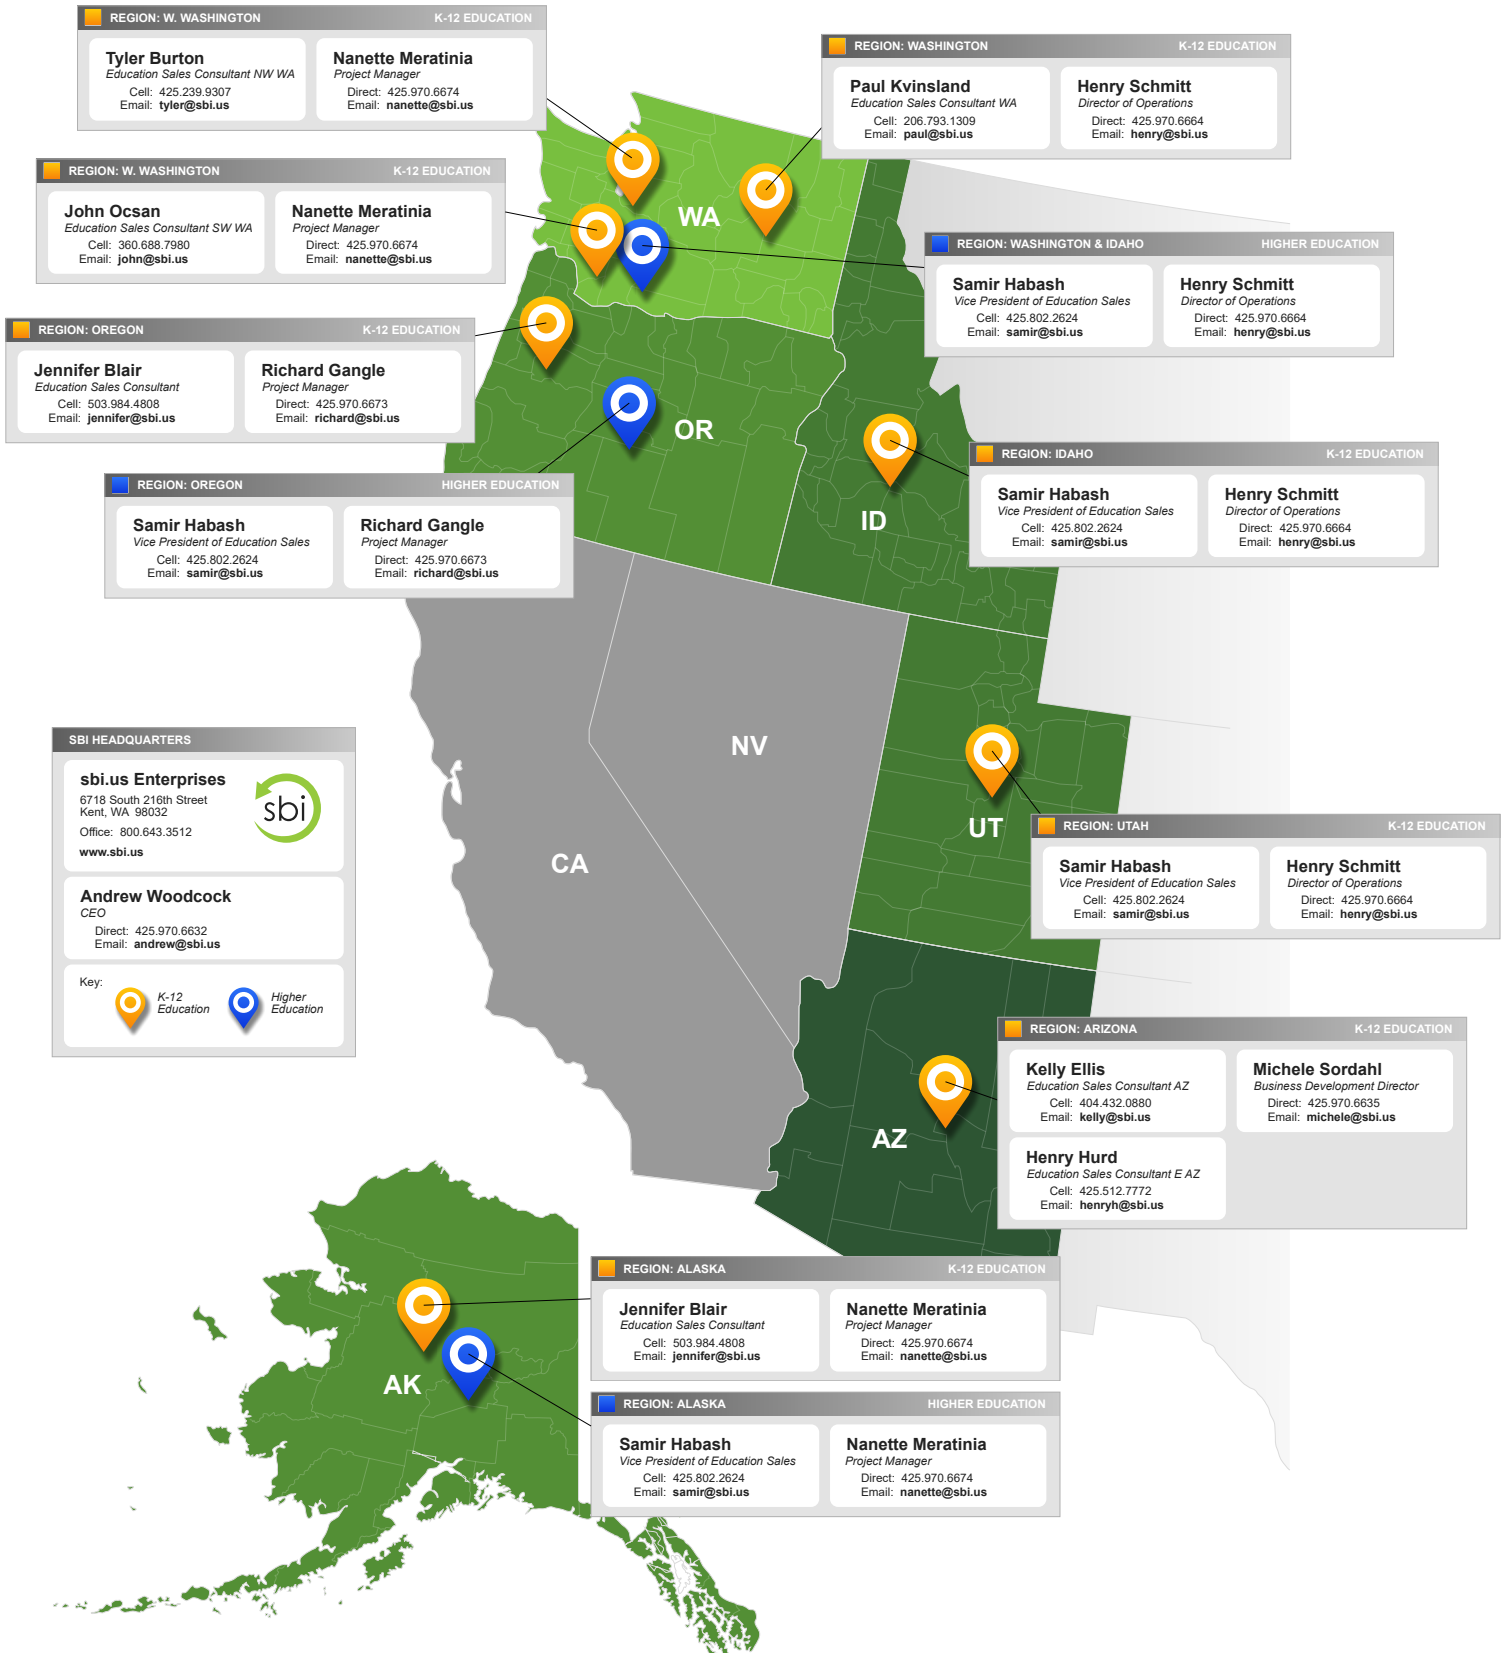 REGION: W. WASHINGTON K-12 EDUCATION
Tyler Burton
Education Sales Consultant NW WA
Cell: 425.239.9307
Email: tyler@sbi.us
Nanette Meratinia
Project Manager
Direct: 425.970.6674
Email: nanette@sbi.us
REGION: WASHINGTON K-12 EDUCATION
Paul Kvinsland
Education Sales Consultant WA
Cell: 206.793.1309
Email: paul@sbi.us
Henry Schmitt
Director of Operations
Direct: 425.970.6664
Email: henry@sbi.us
REGION: W. WASHINGTON K-12 EDUCATION
John Ocsan
Education Sales Consultant SW WA
Cell: 360.688.7980
Email: john@sbi.us
Nanette Meratinia
Project Manager
Direct: 425.970.6674
Email: nanette@sbi.us
WA
REGION: WASHINGTON & IDAHO HIGHER EDUCATION
Samir Habash
Vice President of Education Sales
Cell: 425.802.2624
Email: samir@sbi.us
Henry Schmitt
Director of Operations
Direct: 425.970.6664
Email: henry@sbi.us
REGION: OREGON K-12 EDUCATION
Jennifer Blair
Education Sales Consultant
Cell: 503.984.4808
Email: jennifer@sbi.us
Richard Gangle
Project Manager
Direct: 425.970.6673
Email: richard@sbi.us
OR
REGION: IDAHO K-12 EDUCATION
Samir Habash
Vice President of Education Sales
Cell: 425.802.2624
Email: samir@sbi.us
Henry Schmitt
Director of Operations
Direct: 425.970.6664
Email: henry@sbi.us
ID
REGION: OREGON HIGHER EDUCATION
Samir Habash
Vice President of Education Sales
Cell: 425.802.2624
Email: samir@sbi.us
Richard Gangle
Project Manager
Direct: 425.970.6673
Email: richard@sbi.us
NV
CA
UT
SBI HEADQUARTERS
sbi.us Enterprises
6718 South 216th Street
Kent, WA 98032
Office: 800.643.3512
www.sbi.us
sbi
Andrew Woodcock
CEO
Direct: 425.970.6632
Email: andrew@sbi.us
Key:
K-12
Education
Higher
Education
REGION: UTAH K-12 EDUCATION
Samir Habash
Vice President of Education Sales
Cell: 425.802.2624
Email: samir@sbi.us
Henry Schmitt
Director of Operations
Direct: 425.970.6664
Email: henry@sbi.us
REGION: ARIZONA K-12 EDUCATION
Kelly Ellis
Education Sales Consultant AZ
Cell: 404.432.0880
Email: kelly@sbi.us
Michele Sordahl
Business Development Director
Direct: 425.970.6635
Email: michele@sbi.us
Henry Hurd
Education Sales Consultant E AZ
Cell: 425.512.7772
Email: henryh@sbi.us
AZ
REGION: ALASKA K-12 EDUCATION
Jennifer Blair
Education Sales Consultant
Cell: 503.984.4808
Email: jennifer@sbi.us
Nanette Meratinia
Project Manager
Direct: 425.970.6674
Email: nanette@sbi.us
AK
REGION: ALASKA HIGHER EDUCATION
Samir Habash
Vice President of Education Sales
Cell: 425.802.2624
Email: samir@sbi.us
Nanette Meratinia
Project Manager
Direct: 425.970.6674
Email: nanette@sbi.us